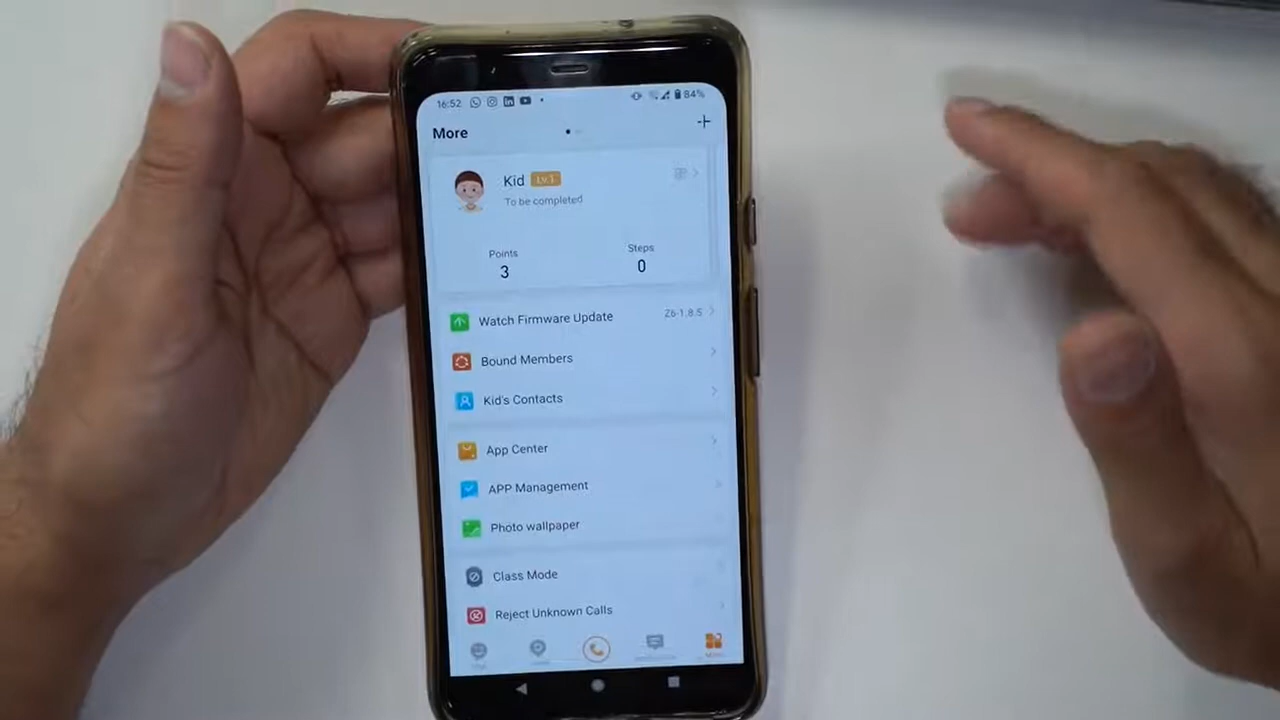 16:52 84%
More +
Kid Lv.1
To be completed
Points Steps
3 0
Watch Firmware Update Z6-1.8.5
Bound Members
Kid's Contacts
App Center
APP Management
Photo wallpaper
Class Mode
Reject Unknown Calls